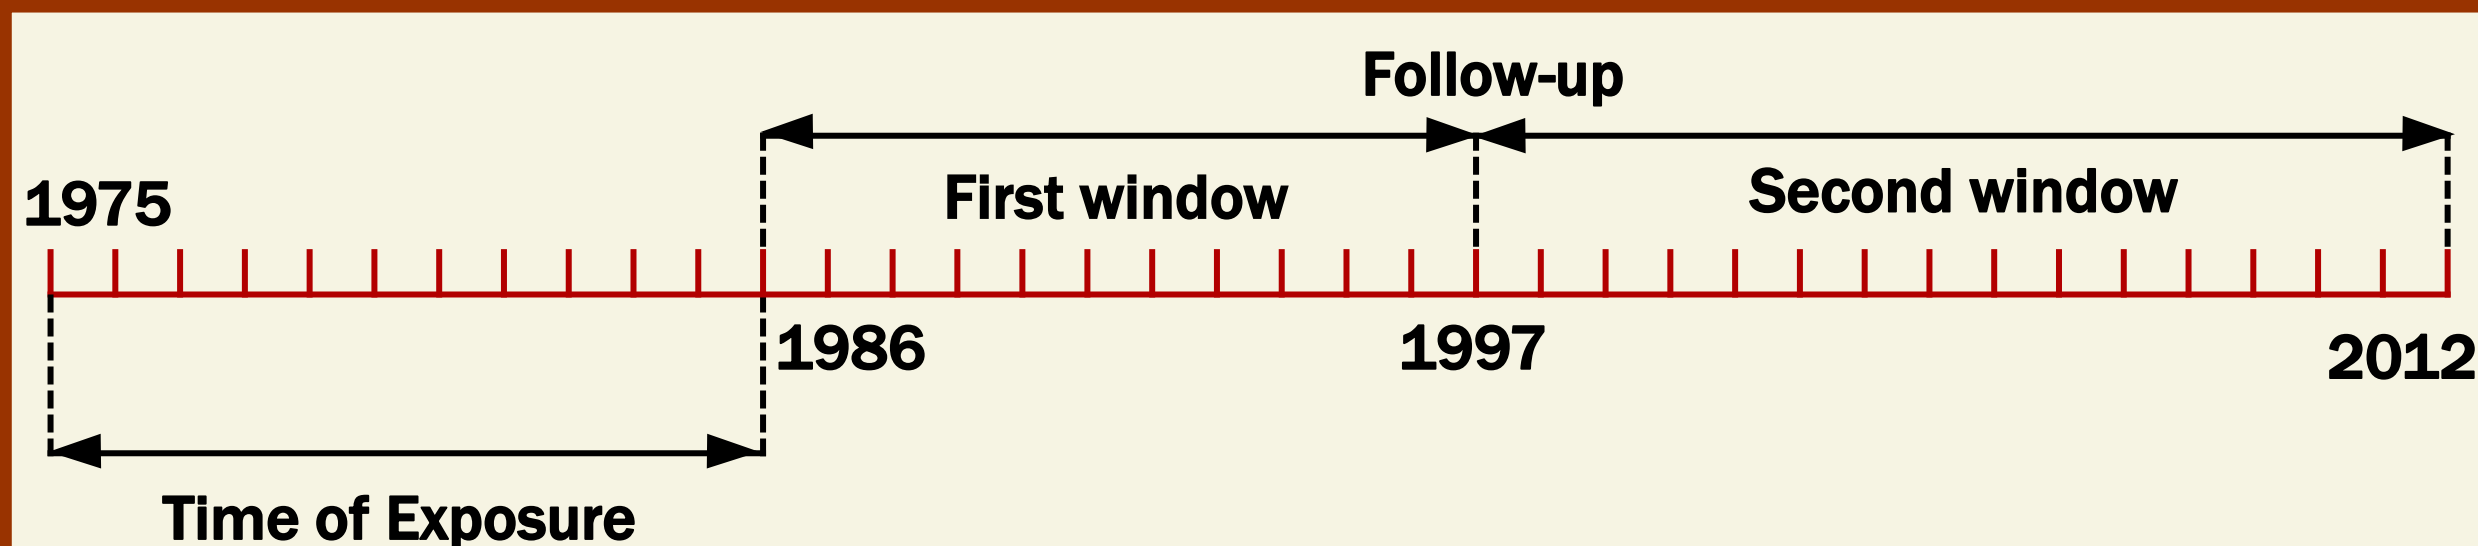 Follow-up
First window
Second window
1975
1986
1997
2012
Time of Exposure